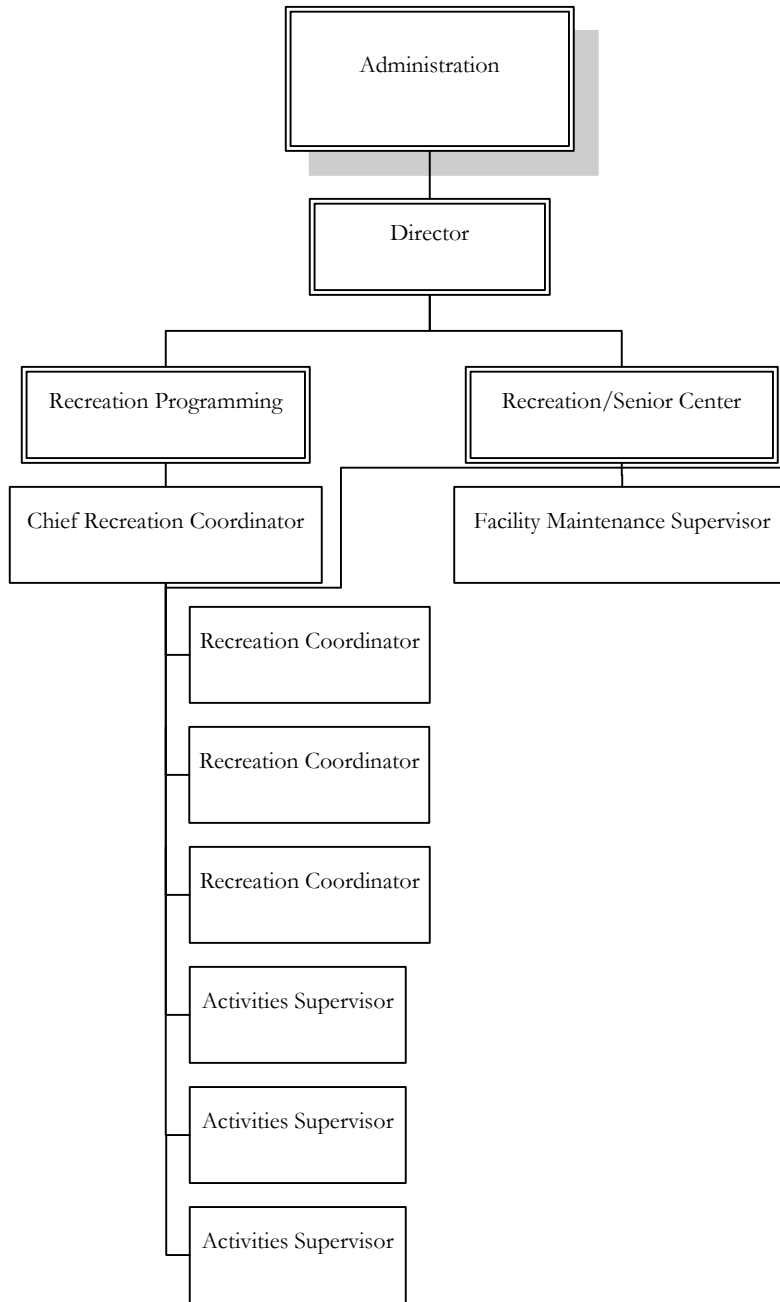 Administration
Director
Recreation Programming
Recreation/Senior Center
Chief Recreation Coordinator
Facility Maintenance Supervisor
Recreation Coordinator
Recreation Coordinator
Recreation Coordinator
Activities Supervisor
Activities Supervisor
Activities Supervisor